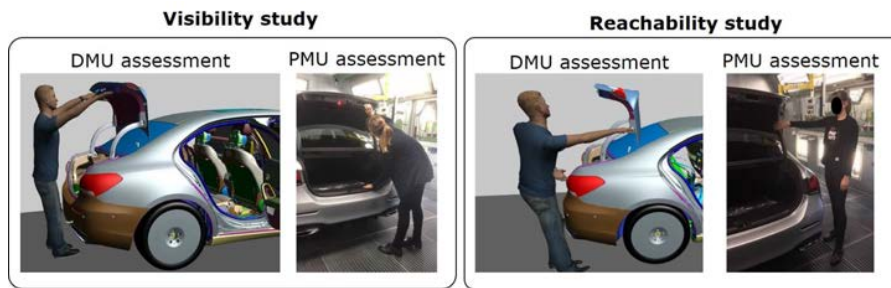 Visibility study
DMU assessment
PMU assessment
Reachability study
DMU assessment
PMU assessment